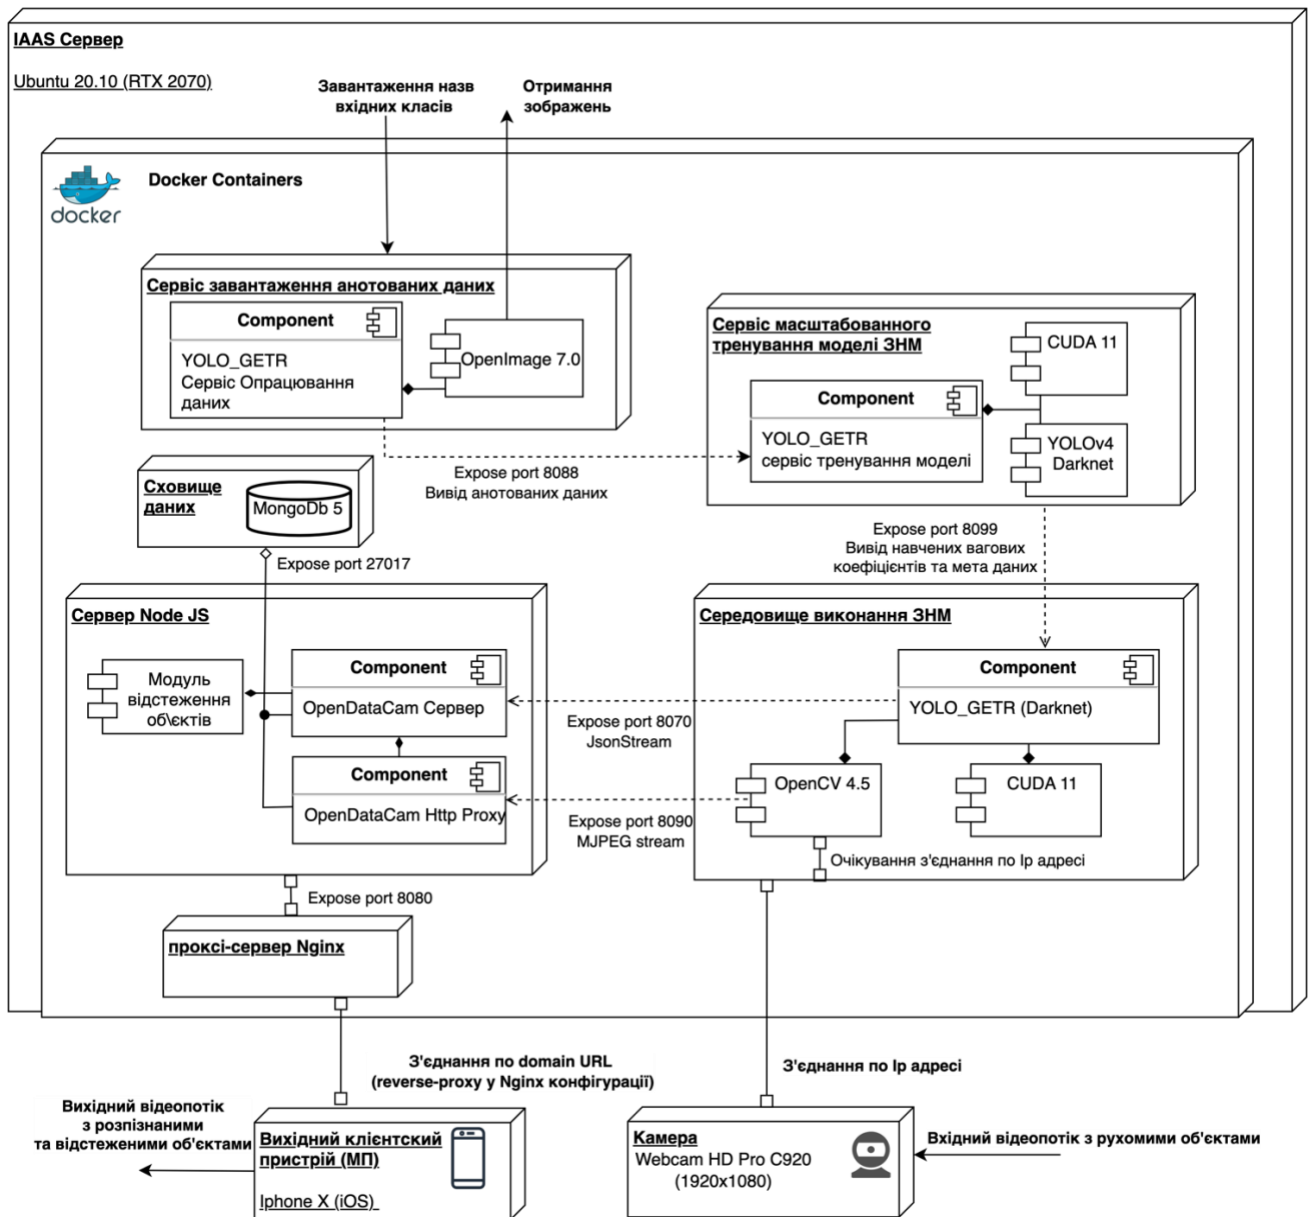 IAAS Сервер
Ubuntu 20.10 (RTX 2070)
Завантаження назв
вхідних класів
Отримання
зображень
docker
Docker Containers
Сервіс завантаження анотованих даних
Component
YOLO_GETR
Сервіс Опрацювання
даних
OpenImage 7.0
Сервіс масштабованного
тренування моделі ЗНМ
CUDA 11
Component
YOLO_GETR
сервіс тренування моделі
YOLOv4
Darknet
Expose port 8088
Вивід анотованих даних
Сховище
даних
MongoDb 5
Expose port 27017
Expose port 8099
Вивід навчених вагових
коефіцієнтів та мета даних
Сервер Node JS
Модуль
відстеження
об\єктів
Component
OpenDataCam Сервер
Component
OpenDataCam Http Proxy
Expose port 8070
JsonStream
Expose port 8090
MJPEG stream
Середовище виконання ЗНМ
Component
YOLO_GETR (Darknet)
OpenCV 4.5
CUDA 11
Очікування з'єднання по Ip адресі
Expose port 8080
проксі-сервер Nginx
З'єднання по domain URL
(reverse-proxy у Nginx конфігурації)
З'єднання по Ip адресі
Вихідний відеопотік
з розпізнаними
та відстеженими об'єктами
Вихідний клієнтский
пристрій (МП)
Iphone X (iOS)
Камера
Webcam HD Pro C920
(1920x1080)
Вхідний відеопотік з рухомими об'єктами